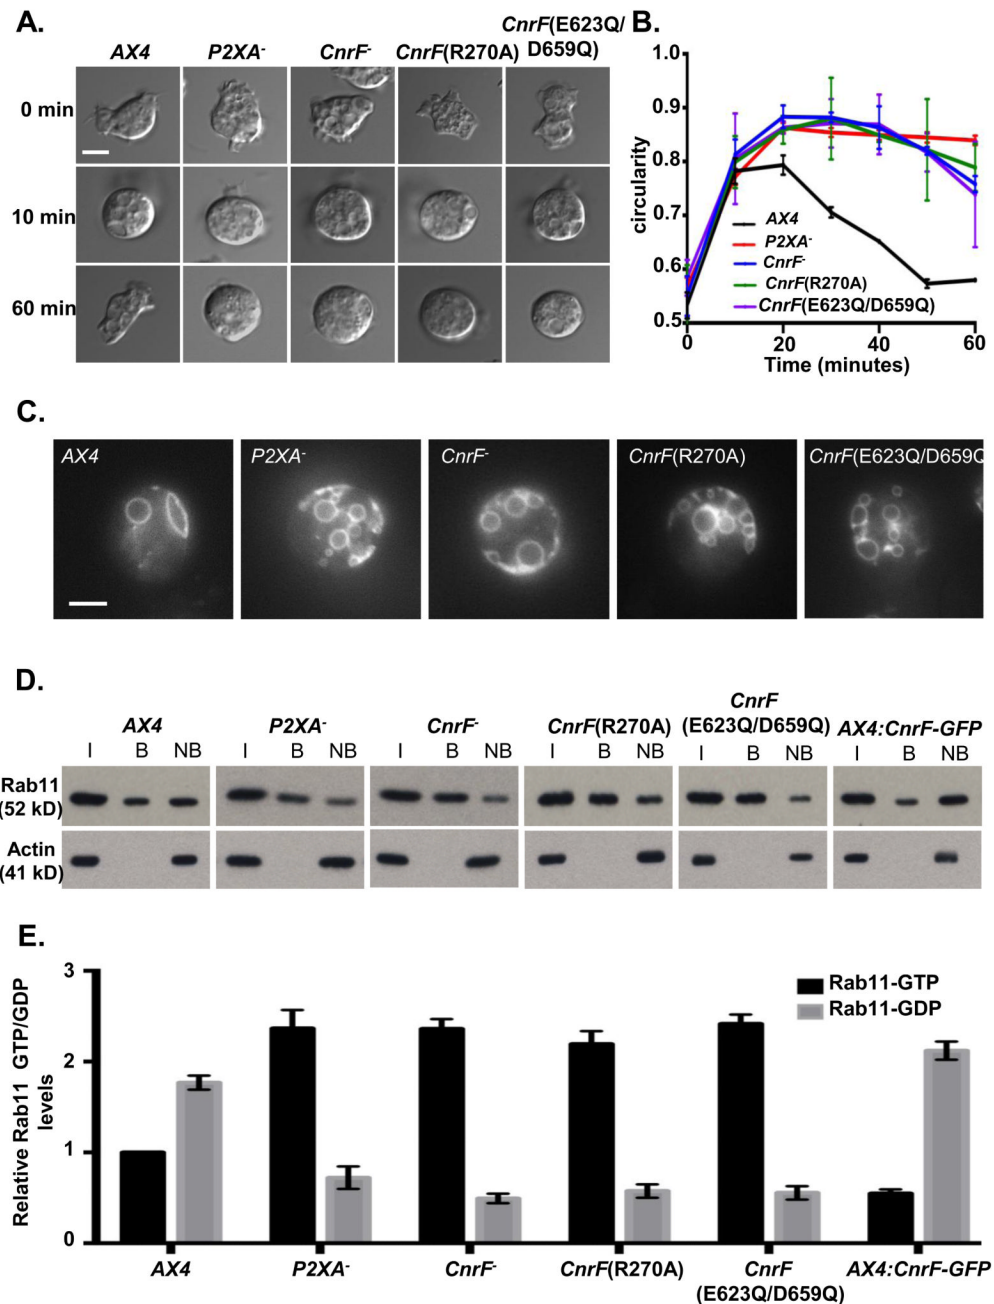 A.
AX4 P2XA- CnrF- CnrF(R270A) CnrF(E623Q/
D659Q)
0 min
10 min
60 min
B.
1.0
0.9
0.8
0.7
0.6
0.5
circularity
AX4
P2XA-
CnrF-
CnrF(R270A)
CnrF(E623Q/D659Q)
0 20 40 60
Time (minutes)
C.
AX4 P2XA- CnrF- CnrF(R270A) CnrF(E623Q/D659Q
D.
AX4 P2XA- CnrF- CnrF(R270A) CnrF
(E623Q/D659Q) AX4:CnrF-GFP
I B NB I B NB I B NB I B NB I B NB I B NB
Rab11
(52 kD)
Actin
(41 kD)
E.
3
2
1
0
Relative Rab11 GTP/GDP
levels
Rab11-GTP
Rab11-GDP
AX4 P2XA- CnrF- CnrF(R270A) CnrF
(E623Q/D659Q) AX4:CnrF-GFP